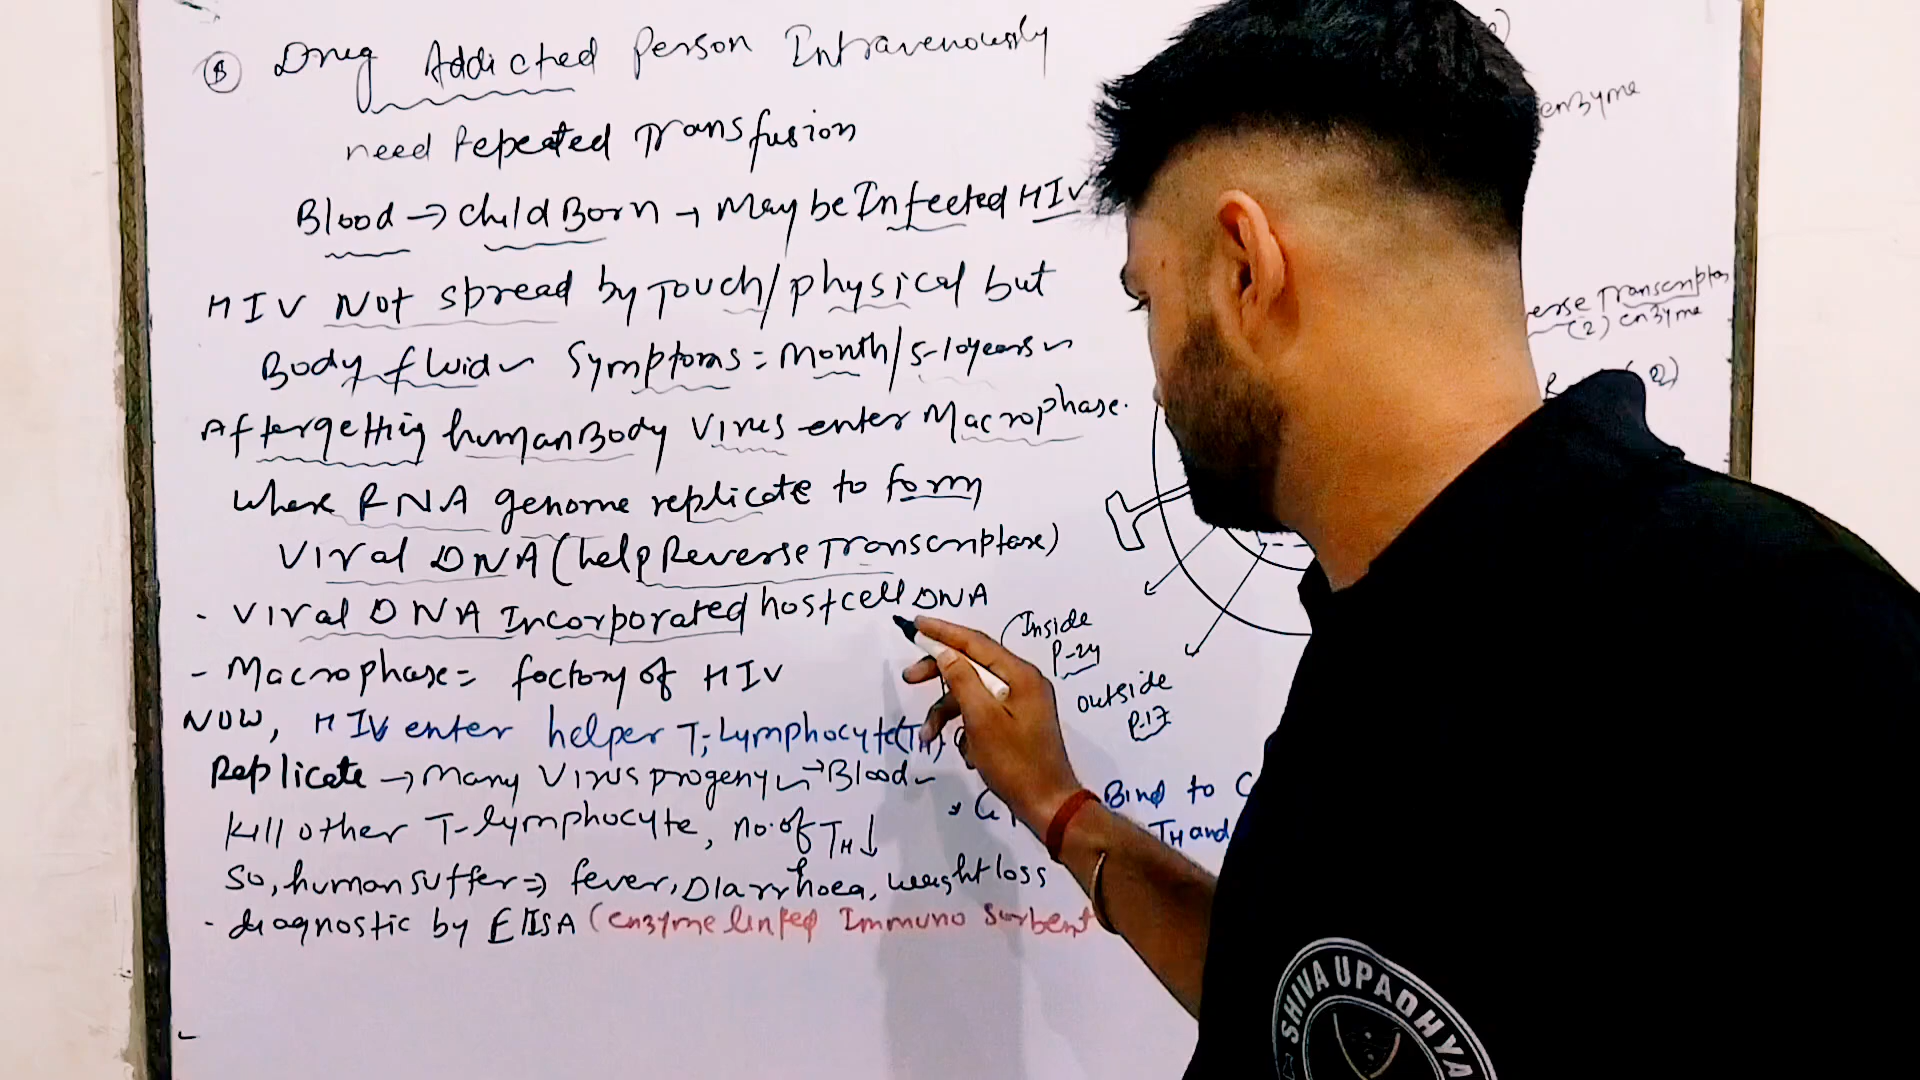 B Drug Addicted Person Intravenously
need Repeated Transfusion
Blood → child Born → May be Infected HIV
HIV Not spread by Touch/physical but
Body fluid Symptoms = Month/5-10years
Aftergetting human Body Virus enter Macrophase.
where RNA genome replicate to form
Viral DNA (help Reverse Transcriptase)
- Viral DNA Incorporated host cell DNA
- Macrophase = factory of HIV
NOW, HIV enter helper T-Lymphocyte (TH)
Replicate → Many Virus progeny → Blood
Kill other T-lymphocyte, no. of TH ↓
So, human suffer ⇒ fever, Diarrhoea, weight loss
- diagnostic by ELISA (enzyme linked Immuno Sorbent
enzyme
erse Transcriptas
(2) enzyme
Inside
P-24
outside
P-17
Bind to
TH and
SHIVA UPADHYA